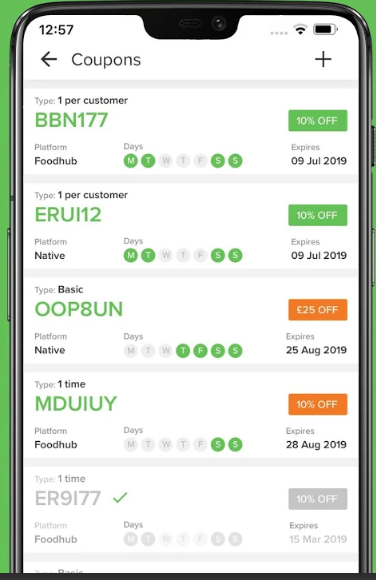 12:57
Coupons
Type: 1 per customer
BBN177
10% OFF
Platform Days Expires
Foodhub M T W T F S S 09 Jul 2019
Type: 1 per customer
ERUI12
10% OFF
Platform Days Expires
Native M T W T F S S 09 Jul 2019
Type: Basic
OOP8UN
£25 OFF
Platform Days Expires
Native M T W T F S S 25 Aug 2019
Type: 1 time
MDUIUY
10% OFF
Platform Days Expires
Foodhub M T W T F S S 28 Aug 2019
Type: 1 time
ER9I77
10% OFF
Platform Days Expires
Foodhub M T W T F S S 15 Mar 2019
Type: Basic